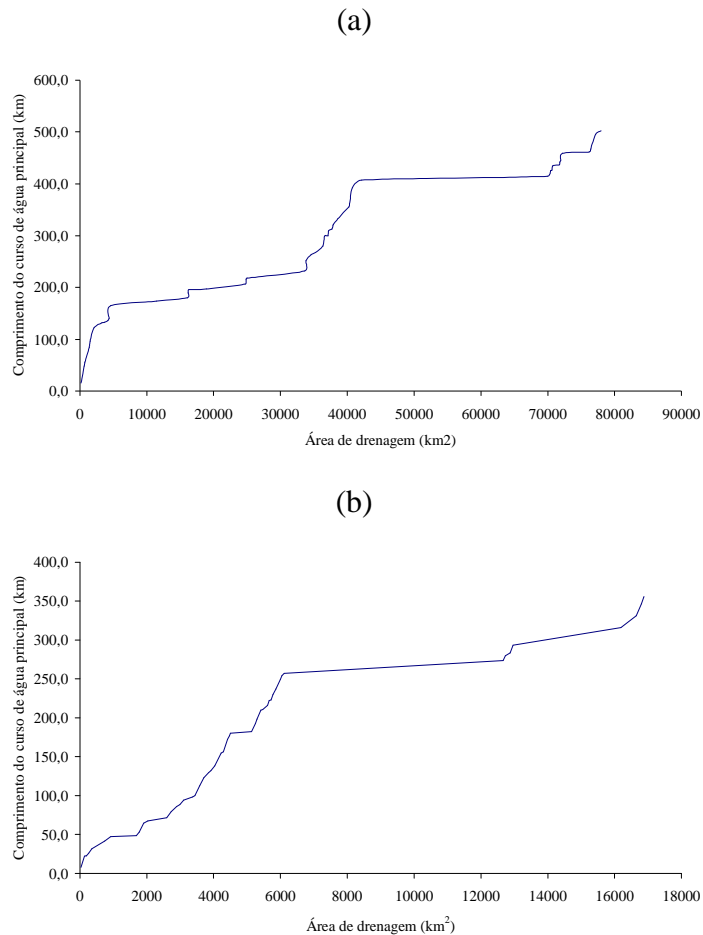 (a)
600,0
500,0
400,0
300,0
200,0
100,0
0,0
Comprimento do curso de água principal (km)
0 10000 20000 30000 40000 50000 60000 70000 80000 90000
Área de drenagem (km2)
(b)
400,0
350,0
300,0
250,0
200,0
150,0
100,0
50,0
0,0
Comprimento do curso de água principal (km)
0 2000 4000 6000 8000 10000 12000 14000 16000 18000
Área de drenagem (km²)